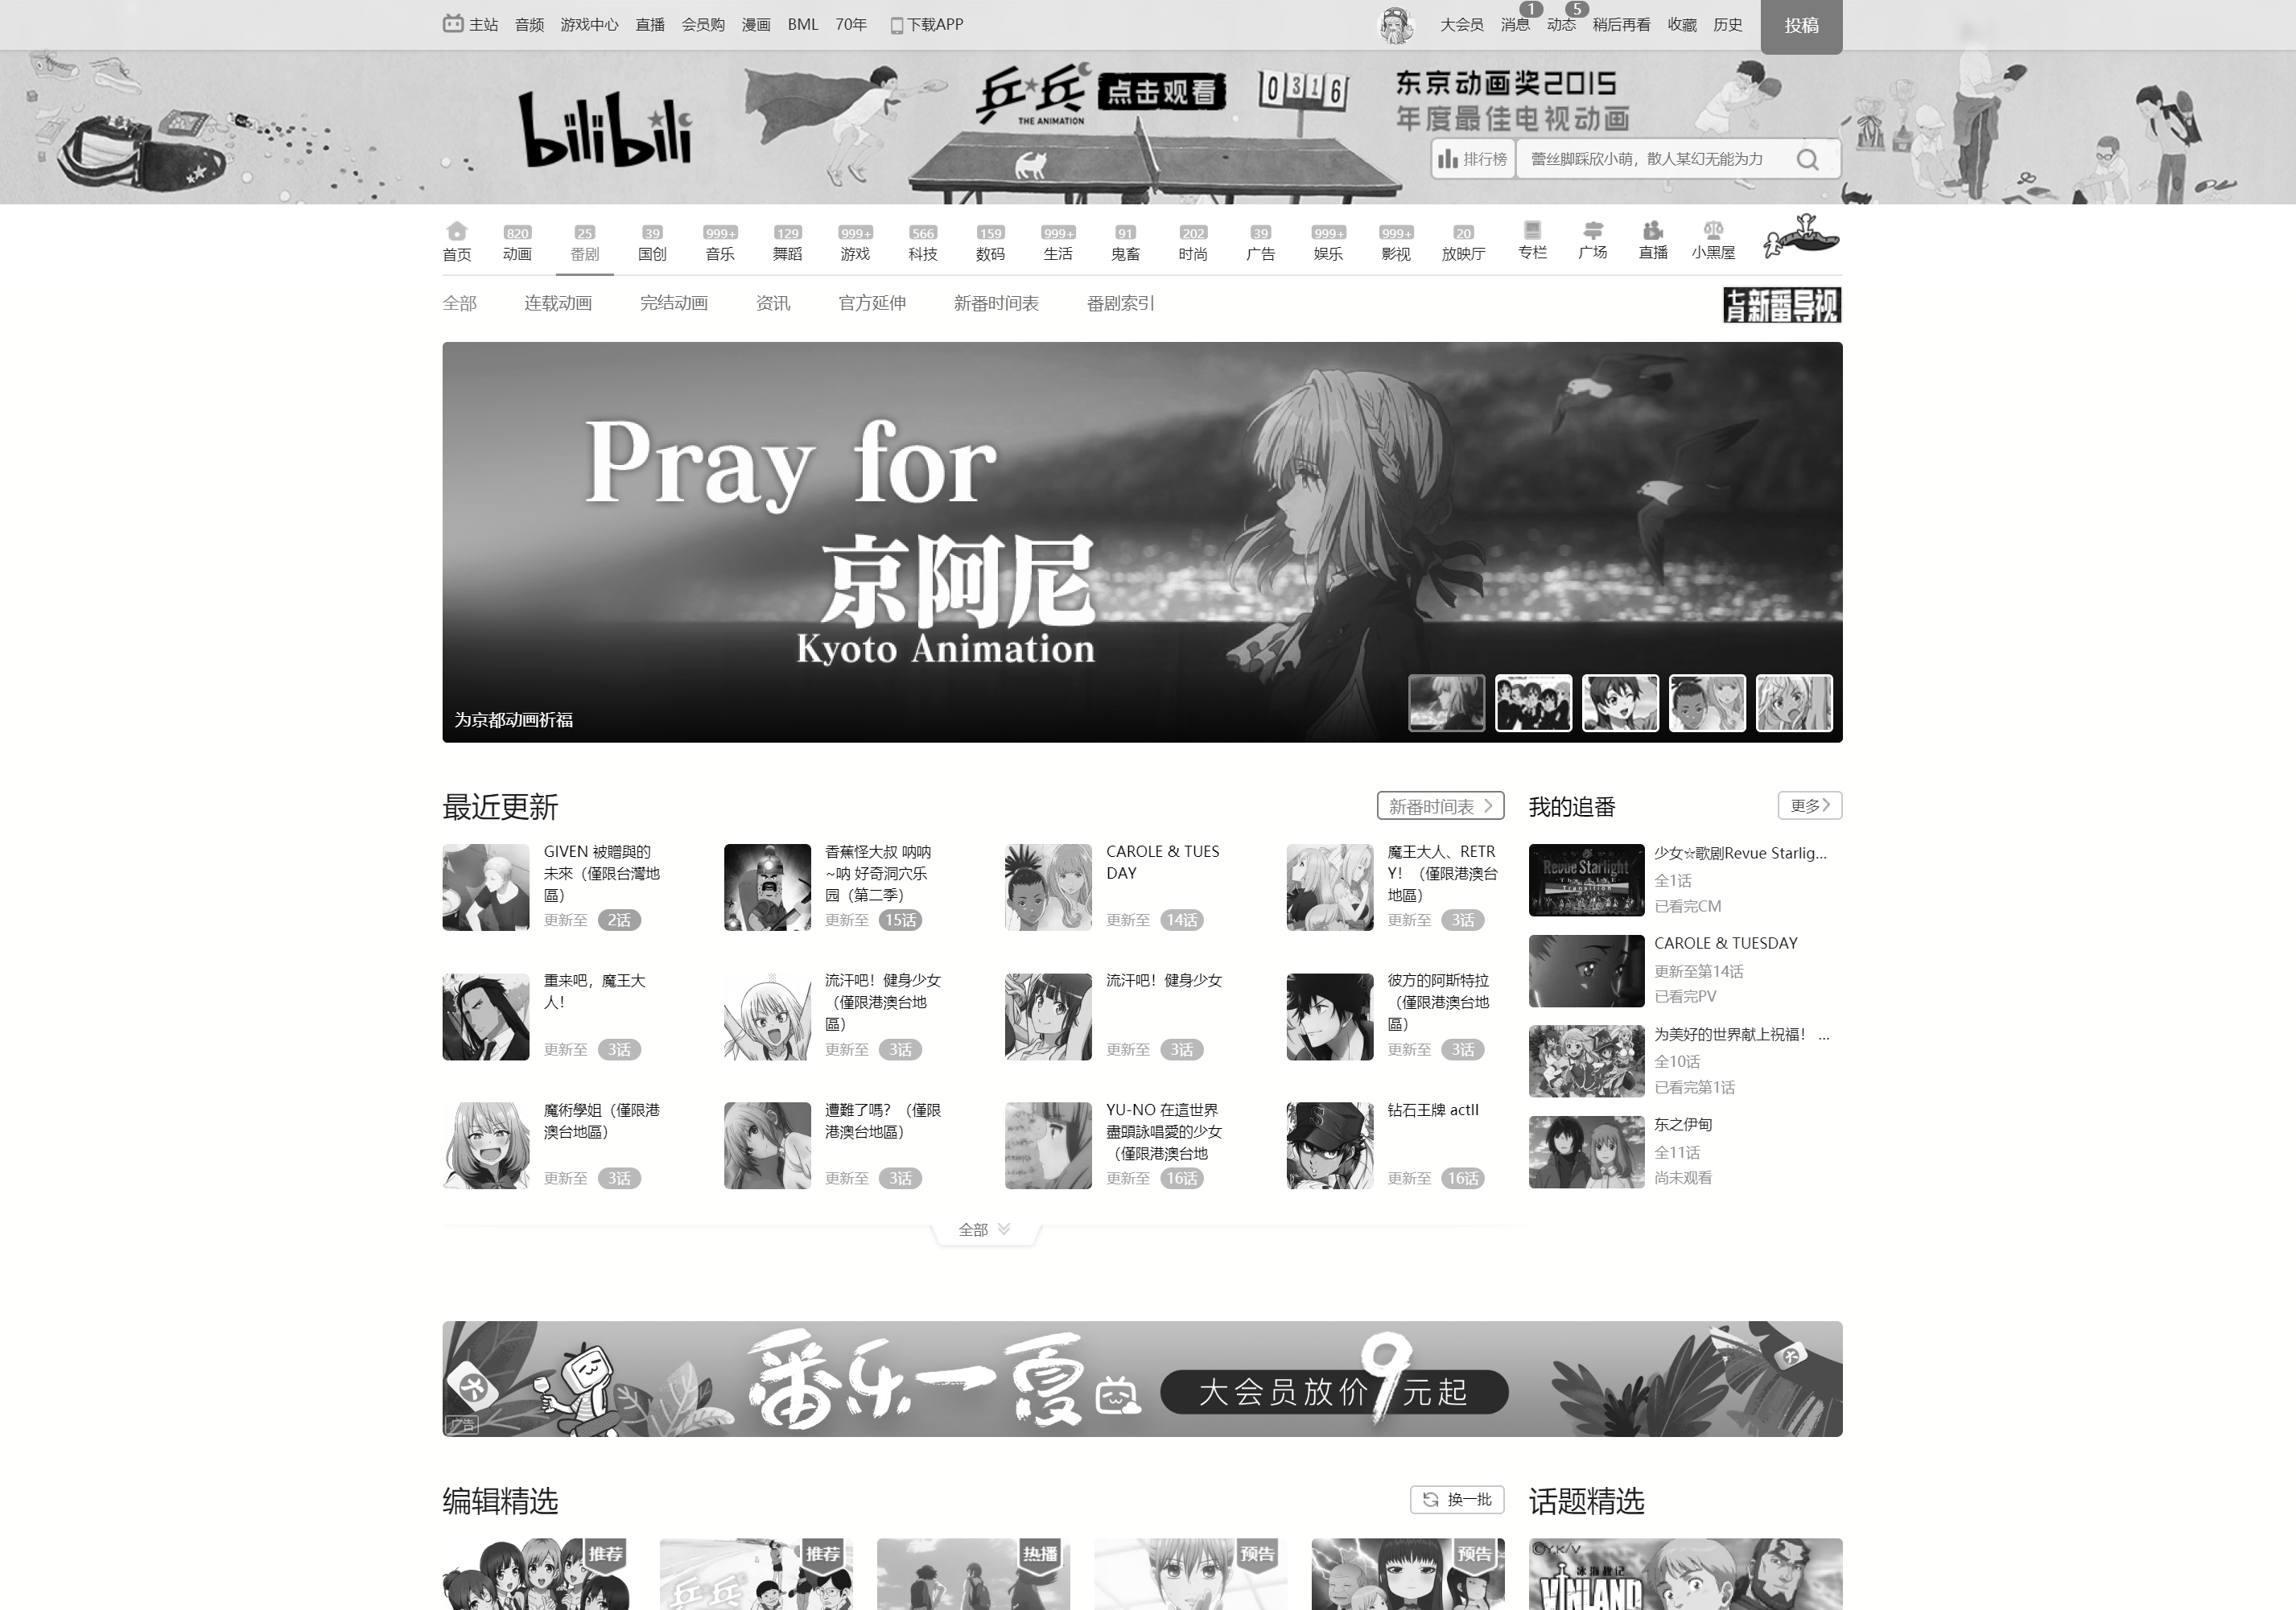 主站 音频 游戏中心 直播 会员购 漫画 BML 70年 下载APP 大会员 消息 1 动态 5 稍后再看 收藏 历史 投稿
bilibili
乒乓 点击观看
THE ANIMATION
0316
东京动画奖2015
年度最佳电视动画
排行榜 蕾丝脚踩欣小萌，散人某幻无能为力
820 25 39 999+ 129 999+ 566 159 999+ 91 202 39 999+ 999+ 20
首页 动画 番剧 国创 音乐 舞蹈 游戏 科技 数码 生活 鬼畜 时尚 广告 娱乐 影视 放映厅 专栏 广场 直播 小黑屋
全部 连载动画 完结动画 资讯 官方延伸 新番时间表 番剧索引 七月新番导视
Pray for
京阿尼
Kyoto Animation
为京都动画祈福
最近更新 新番时间表
GIVEN 被贈與的
未來（僅限台灣地
區）
更新至 2话
香蕉怪大叔 呐呐
~呐 好奇洞穴乐
园（第二季）
更新至 15话
CAROLE & TUES
DAY
更新至 14话
魔王大人、RETR
Y！（僅限港澳台
地區）
更新至 3话
重来吧，魔王大
人！
更新至 3话
流汗吧！健身少女
（僅限港澳台地
區）
更新至 3话
流汗吧！健身少女
更新至 3话
彼方的阿斯特拉
（僅限港澳台地
區）
更新至 3话
魔術學姐（僅限港
澳台地區）
更新至 3话
遭難了嗎？（僅限
港澳台地區）
更新至 3话
YU-NO 在這世界
盡頭詠唱愛的少女
（僅限港澳台地
更新至 16话
钻石王牌 actII
更新至 16话
全部
我的追番 更多
Revue Starlight
The LIVE
Transition
少女☆歌剧Revue Starlig...
全1话
已看完CM
CAROLE & TUESDAY
更新至第14话
已看完PV
为美好的世界献上祝福！ ...
全10话
已看完第1话
东之伊甸
全11话
尚未观看
番乐一夏 大会员放价9元起
广告
编辑精选 换一批
推荐
推荐
乒乓
热播
预告
预告
话题精选
©YK/V
冰海战记
VINLAND